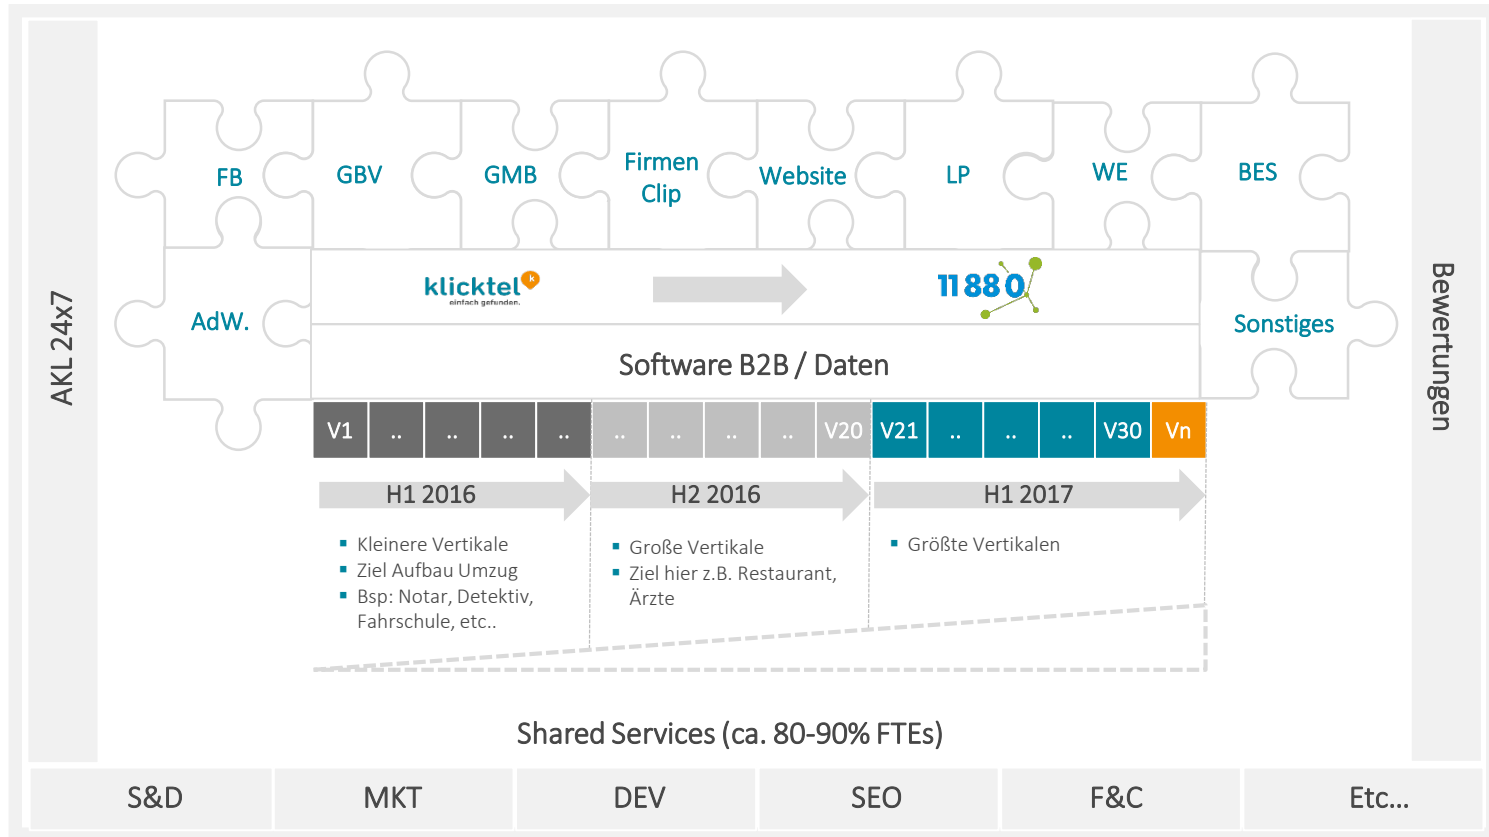 FB
GBV
GMB
Firmen
Clip
Website
LP
WE
BES
AdW.
klicktel k
einfach gefunden.
11 88 0
Sonstiges
AKL 24x7
Bewertungen
Software B2B / Daten
V1 .. .. .. .. .. .. .. .. V20 V21 .. .. .. V30 Vn
H1 2016
H2 2016
H1 2017
▪ Kleinere Vertikale
▪ Ziel Aufbau Umzug
▪ Bsp: Notar, Detektiv,
Fahrschule, etc..
▪ Große Vertikale
▪ Ziel hier z.B. Restaurant,
Ärzte
▪ Größte Vertikalen
Shared Services (ca. 80-90% FTEs)
S&D
MKT
DEV
SEO
F&C
Etc...